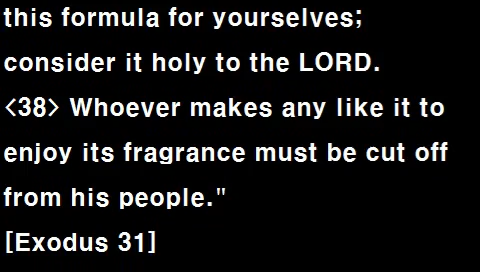 this formula for yourselves;
consider it holy to the LORD.
<38> Whoever makes any like it to
enjoy its fragrance must be cut off
from his people."
[Exodus 31]